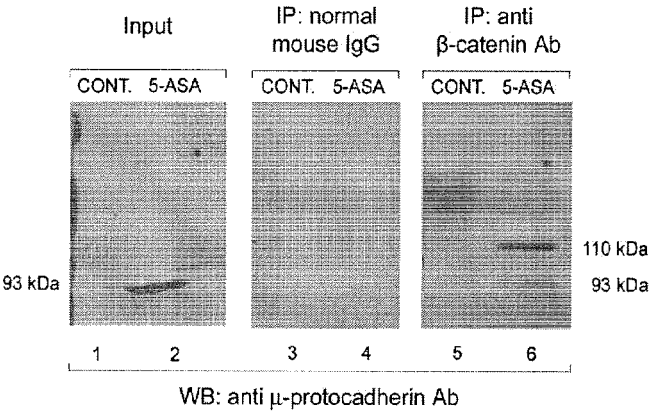 Input
IP: normal mouse IgG
IP: anti β-catenin Ab
CONT. 5-ASA
CONT. 5-ASA
CONT. 5-ASA
110 kDa
93 kDa
93 kDa
1 2 3 4 5 6
WB: anti μ-protocadherin Ab